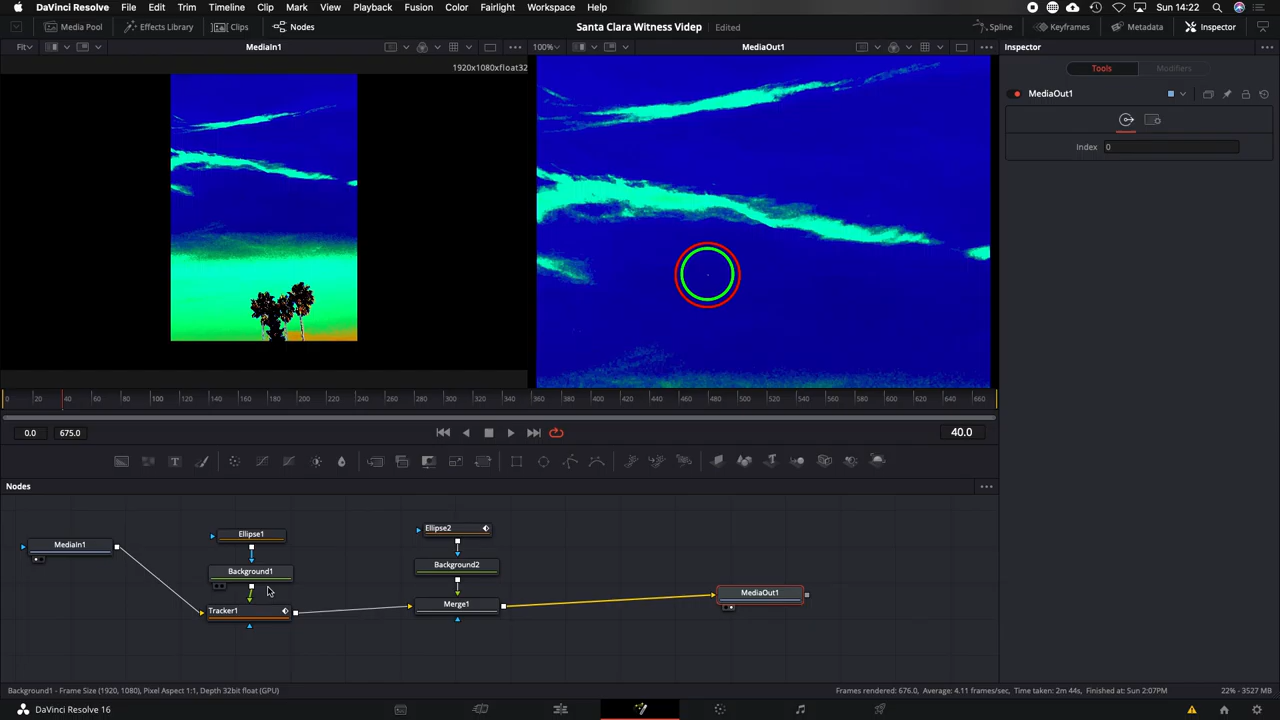 DaVinci Resolve File Edit Trim Timeline Clip Mark View Playback Fusion Color Fairlight Workspace Help Sun 14:22
Media Pool Effects Library Clips Nodes Santa Clara Witness Videp Edited Spline Keyframes Metadata Inspector
Fit MediaIn1 100% MediaOut1 Inspector
1920x1080xfloat32
Tools Modifiers
MediaOut1
Index 0
0 20 40 60 80 100 120 140 160 180 200 220 240 260 280 300 320 340 360 380 400 420 440 460 480 500 520 540 560 580 600 620 640 660
0.0 675.0 40.0
Nodes
Ellipse1 Ellipse2
MediaIn1
Background1 Background2
MediaOut1
Tracker1 Merge1
Background1 - Frame Size (1920, 1080), Pixel Aspect 1:1, Depth 32bit float (GPU) Frames rendered: 676.0, Average: 4.11 frames/sec, Time taken: 2m 44s, Finished at: Sun 2:07PM 22% - 3527 MB
DaVinci Resolve 16